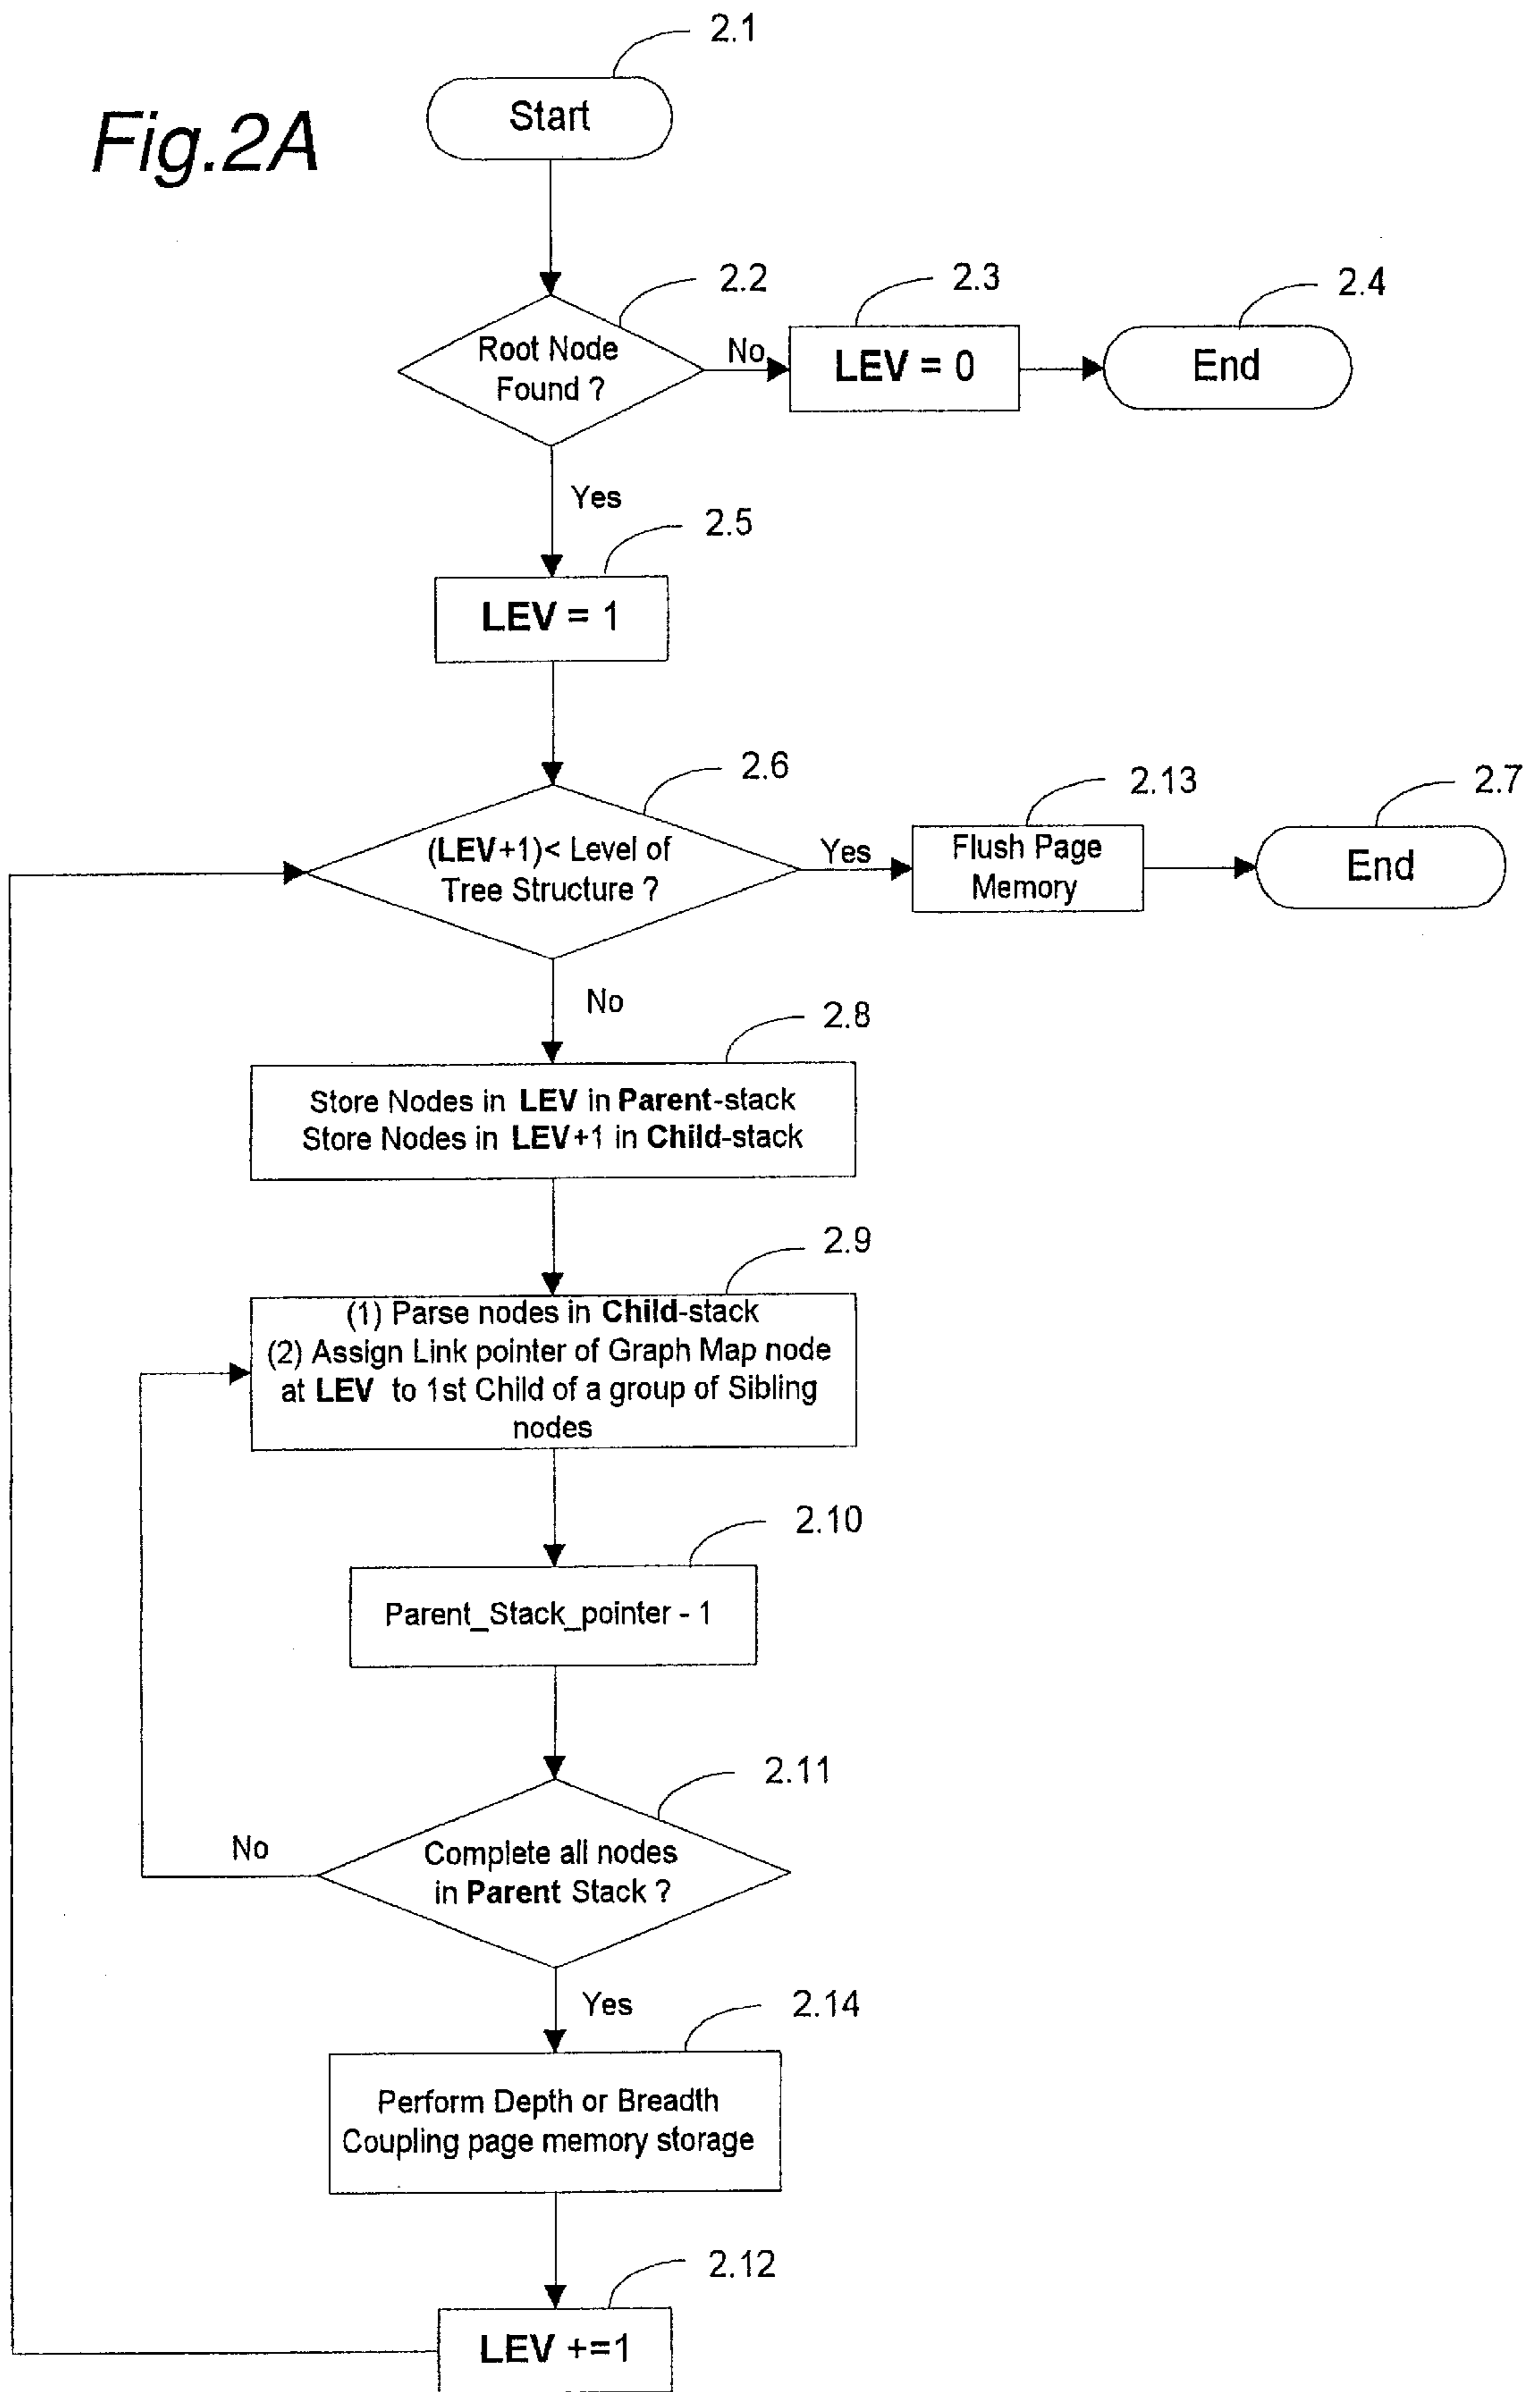 2.1
Fig.2A
Start
2.2
2.3
2.4
Root Node
Found ?
No
LEV = 0
End
Yes
2.5
LEV = 1
2.6
2.13
2.7
(LEV+1)< Level of
Tree Structure ?
Yes
Flush Page
Memory
End
No
2.8
Store Nodes in LEV in Parent-stack
Store Nodes in LEV+1 in Child-stack
2.9
(1) Parse nodes in Child-stack
(2) Assign Link pointer of Graph Map node
at LEV to 1st Child of a group of Sibling
nodes
2.10
Parent_Stack_pointer - 1
2.11
No
Complete all nodes
in Parent Stack ?
Yes
2.14
Perform Depth or Breadth
Coupling page memory storage
2.12
LEV +=1